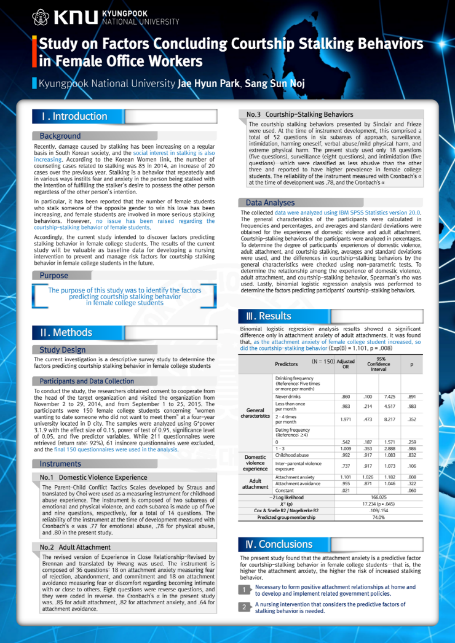 KNU KYUNGPOOK
NATIONAL UNIVERSITY
Study on Factors Concluding Courtship Stalking Behaviors
in Female Office Workers
Kyungpook National University Jae Hyun Park, Sang Sun Noj
I. Introduction
Background
Recently, damage caused by stalking has been increasing on a regular
basis in South Korean society, and the social interest in stalking is also
increasing. According to the Korean Women link, the number of
counseling cases related to stalking was 85 in 2014, an increase of 20
cases over the previous year. Stalking is a behavior that repeatedly and
in various ways instills fear and anxiety in the person being stalked with
the intention of fulfilling the stalker's desire to possess the other person
regardless of the other person's intention.
In particular, it has been reported that the number of female students
who stalk someone of the opposite gender to win his love has been
increasing, and female students are involved in more serious stalking
behaviors. However, no issue has been raised regarding the
courtship-stalking behavior of female students.
Accordingly, the current study intended to discover factors predicting
stalking behavior in female college students. The results of the current
study will be valuable as baseline data for developing a nursing
intervention to prevent and manage risk factors for courtship stalking
behavior in female college students in the future.
Purpose
The purpose of this study was to identify the factors
predicting courtship stalking behavior
in female college students
II. Methods
Study Design
The current investigation is a descriptive survey study to determine the
factors predicting courtship stalking behavior in female college students
Participants and Data Collection
To conduct the study, the researchers obtained consent to cooperate from
the head of the target organization and visited the organization from
November 2 to 29, 2014, and from September 1 to 25, 2015. The
participants were 150 female college students concerning "women
wanting to date someone who did not want to meet them" at a four-year
university located in D city. The samples were analyzed using G*power
3.1.9 with the effect size of 0.15, power of test of 0.95, significance level
of 0.05, and five predictor variables. While 211 questionnaires were
retrieved (return rate: 92%), 61 insincere questionnaires were excluded,
and the final 150 questionnaires were used in the analysis.
Instruments
No.1 Domestic Violence Experience
The Parent-Child Conflict Tactics Scales developed by Straus and
translated by Chol were used as a measuring instrument for childhood
abuse experience. The instrument is composed of two subareas of
emotional and physical violence, and each subarea is made up of five
and nine questions, respectively, for a total of 14 questions. The
reliability of the instrument at the time of development measured with
Cronbach's α was .77 for emotional abuse, .78 for physical abuse,
and .80 in the present study.
No.2 Adult Attachment
The revised version of Experience in Close Relationship-Revised by
Brennan and translated by Hwang was used. The instrument is
composed of 36 questions: 18 on attachment anxiety measuring fear
of rejection, abandonment, and commitment and 18 on attachment
avoidance measuring fear or discomfort regarding becoming intimate
with or close to others. Eight questions were reverse questions, and
they were coded in reverse. The Cronbach's α in the present study
was .85 for adult attachment, .82 for attachment anxiety, and .64 for
attachment avoidance.
No.3 Courtship-Stalking Behaviors
The courtship stalking behaviors presented by Sinclair and Frieze
were used. At the time of instrument development, this comprised a
total of 52 questions in six subareas of approach, surveillance,
intimidation, harming oneself, verbal abuse/mild physical harm, and
extreme physical harm. The present study used only 18 questions
(five questions), surveillance (eight questions), and intimidation (five
questions)- which were classified as less abusive than the other
three and reported to have higher prevalence in female college
students. The reliability of the instrument measured with Cronbach's α
at the time of development was .78, and the Cronbach's α
Data Analyses
The collected data were analyzed using IBM SPSS Statistics version 20.0.
The general characteristics of the participants were calculated in
frequencies and percentages, and averages and standard deviations were
obtained for the experiences of domestic violence and adult attachment.
Courtship-stalking behaviors of the participants were analyzed in percentages.
To determine the degree of participants' experiences of domestic violence,
adult attachment, and courtship stalking, averages and standard deviations
were used, and the differences in courtship-stalking behaviors by the
general characteristics were checked using non-parametric tests. To
determine the relationship among the experience of domestic violence,
adult attachment, and courtship-stalking behavior, Spearman's rho was
used. Lastly, binomial logistic regression analysis was performed to
determine the factors predicting participants' courtship-stalking behaviors.
III. Results
Binomial logistic regression analysis results showed a significant
difference only in attachment anxiety of adult attachments. It was found
that, as the attachment anxiety of female college student increased, so
did the courtship-stalking behavior (Exp(B) = 1.101, p = .008)
(N = 150)
Predictors Adjusted OR 95% Confidence Interval p
General characteristics
Drinking frequency
(Reference: Five times
or more per month)
Never drinks .860 .100 7.425 .891
Less than once
per month .983 .214 4.517 .983
2-4 times
per month 1.971 .473 8.217 .352
Dating frequency
(Reference: ≥4)
0 .542 .187 1.571 .259
1-3 1.009 .353 2.888 .986
Domestic violence experience
Childhood abuse .902 .817 1.083 .832
Inter-parental violence
exposure .737 .817 1.073 .106
Adult attachment
Attachment anxiety 1.101 1.025 1.182 .008
Attachment avoidance .955 .871 1.046 .322
Constant .021 .060
-2 Log likelihood 166.075
χ² (p) 17.234 (p = .045)
Cox & Snelle R2 / Nagelkerke R2 .109/.154
Predicted group membership 74.0%
IV. Conclusions
The present study found that the attachment anxiety is a predictive factor
for courtship-stalking behavior in female college students- that is, the
higher the attachment anxiety, the higher the risk of increased stalking
behavior.
1 Necessary to form positive attachment relationships at home and
to develop and implement related government policies.
2 A nursing intervention that considers the predictive factors of
stalking behavior is needed.